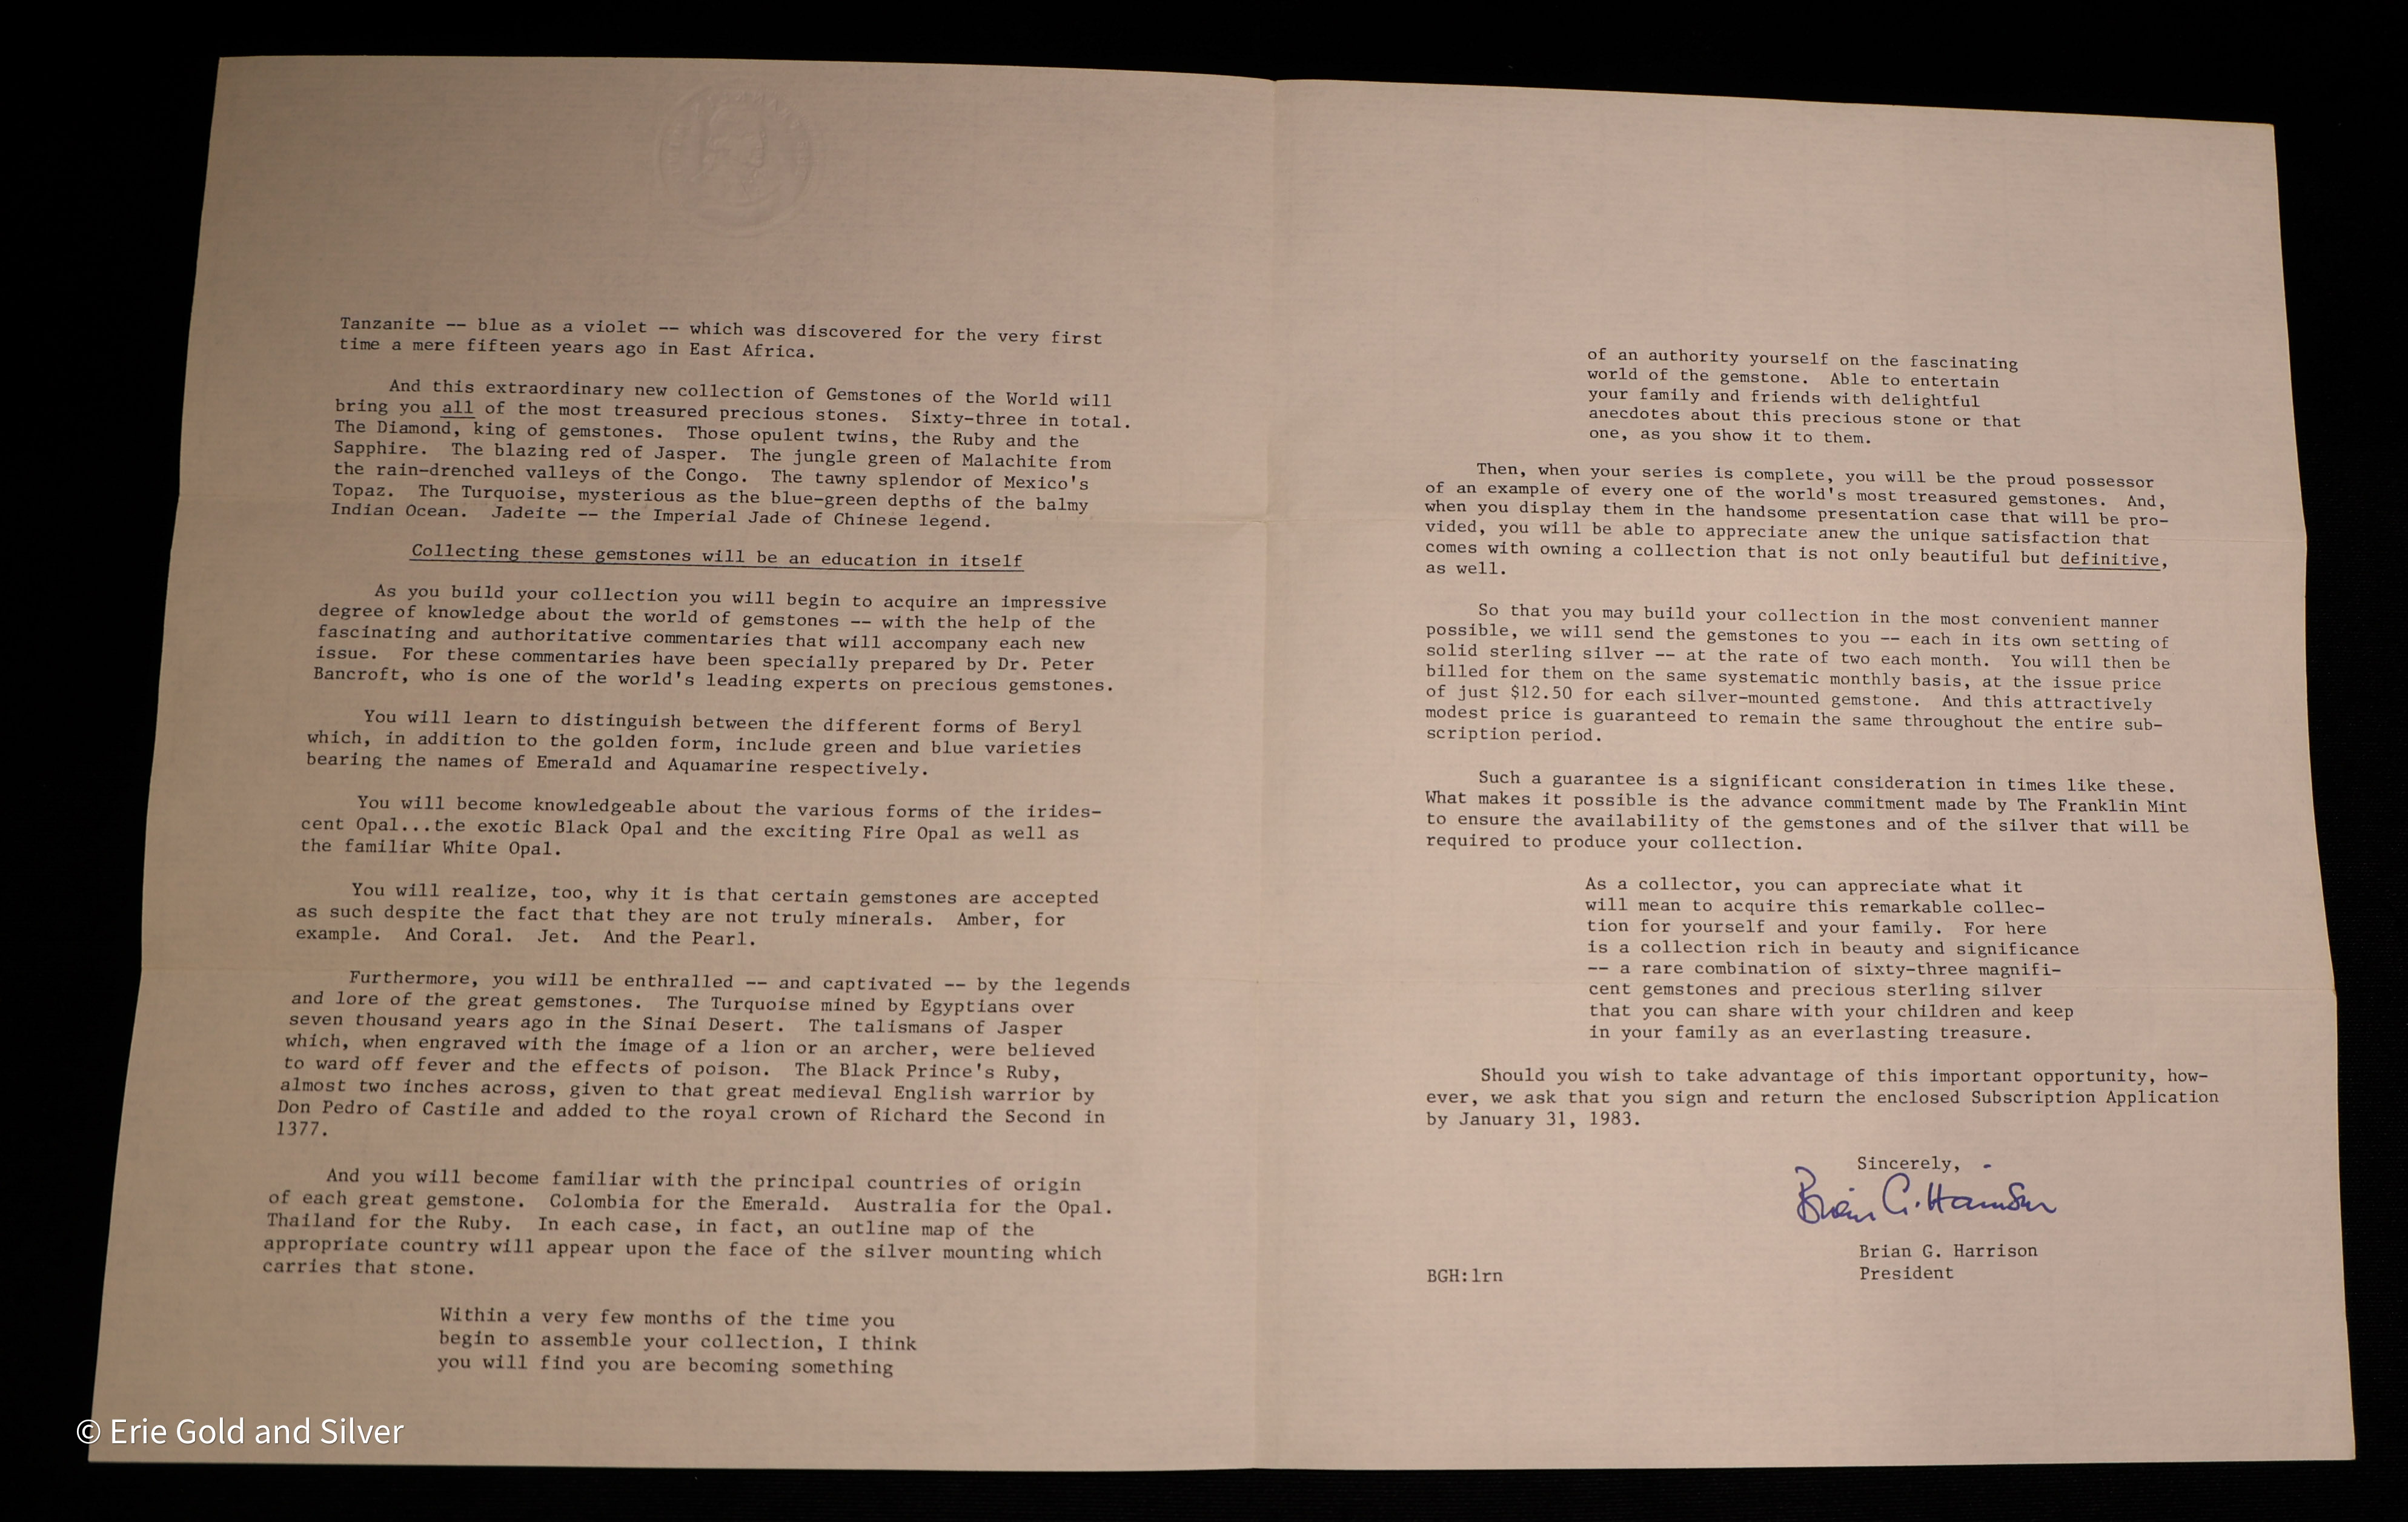 Tanzanite -- blue as a violet -- which was discovered for the very first
time a mere fifteen years ago in East Africa.
And this extraordinary new collection of Gemstones of the World will
bring you all of the most treasured precious stones. Sixty-three in total.
The Diamond, king of gemstones. Those opulent twins, the Ruby and the
Sapphire. The blazing red of Jasper. The jungle green of Malachite from
the rain-drenched valleys of the Congo. The tawny splendor of Mexico's
Topaz. The Turquoise, mysterious as the blue-green depths of the balmy
Indian Ocean. Jadeite -- the Imperial Jade of Chinese legend.
Collecting these gemstones will be an education in itself
As you build your collection you will begin to acquire an impressive
degree of knowledge about the world of gemstones -- with the help of the
fascinating and authoritative commentaries that will accompany each new
issue. For these commentaries have been specially prepared by Dr. Peter
Bancroft, who is one of the world's leading experts on precious gemstones.
You will learn to distinguish between the different forms of Beryl
which, in addition to the golden form, include green and blue varieties
bearing the names of Emerald and Aquamarine respectively.
You will become knowledgeable about the various forms of the irides-
cent Opal...the exotic Black Opal and the exciting Fire Opal as well as
the familiar White Opal.
You will realize, too, why it is that certain gemstones are accepted
as such despite the fact that they are not truly minerals. Amber, for
example. And Coral. Jet. And the Pearl.
Furthermore, you will be enthralled -- and captivated -- by the legends
and lore of the great gemstones. The Turquoise mined by Egyptians over
seven thousand years ago in the Sinai Desert. The talismans of Jasper
which, when engraved with the image of a lion or an archer, were believed
to ward off fever and the effects of poison. The Black Prince's Ruby,
almost two inches across, given to that great medieval English warrior by
Don Pedro of Castile and added to the royal crown of Richard the Second in
1377.
And you will become familiar with the principal countries of origin
of each great gemstone. Colombia for the Emerald. Australia for the Opal.
Thailand for the Ruby. In each case, in fact, an outline map of the
appropriate country will appear upon the face of the silver mounting which
carries that stone.
Within a very few months of the time you
begin to assemble your collection, I think
you will find you are becoming something
of an authority yourself on the fascinating
world of the gemstone. Able to entertain
your family and friends with delightful
anecdotes about this precious stone or that
one, as you show it to them.
Then, when your series is complete, you will be the proud possessor
of an example of every one of the world's most treasured gemstones. And,
when you display them in the handsome presentation case that will be pro-
vided, you will be able to appreciate anew the unique satisfaction that
comes with owning a collection that is not only beautiful but definitive,
as well.
So that you may build your collection in the most convenient manner
possible, we will send the gemstones to you -- each in its own setting of
solid sterling silver -- at the rate of two each month. You will then be
billed for them on the same systematic monthly basis, at the issue price
of just $12.50 for each silver-mounted gemstone. And this attractively
modest price is guaranteed to remain the same throughout the entire sub-
scription period.
Such a guarantee is a significant consideration in times like these.
What makes it possible is the advance commitment made by The Franklin Mint
to ensure the availability of the gemstones and of the silver that will be
required to produce your collection.
As a collector, you can appreciate what it
will mean to acquire this remarkable collec-
tion for yourself and your family. For here
is a collection rich in beauty and significance
-- a rare combination of sixty-three magnifi-
cent gemstones and precious sterling silver
that you can share with your children and keep
in your family as an everlasting treasure.
Should you wish to take advantage of this important opportunity, how-
ever, we ask that you sign and return the enclosed Subscription Application
by January 31, 1983.
Sincerely,
Brian G. Harrison
Brian G. Harrison
President
BGH:lrn
© Erie Gold and Silver